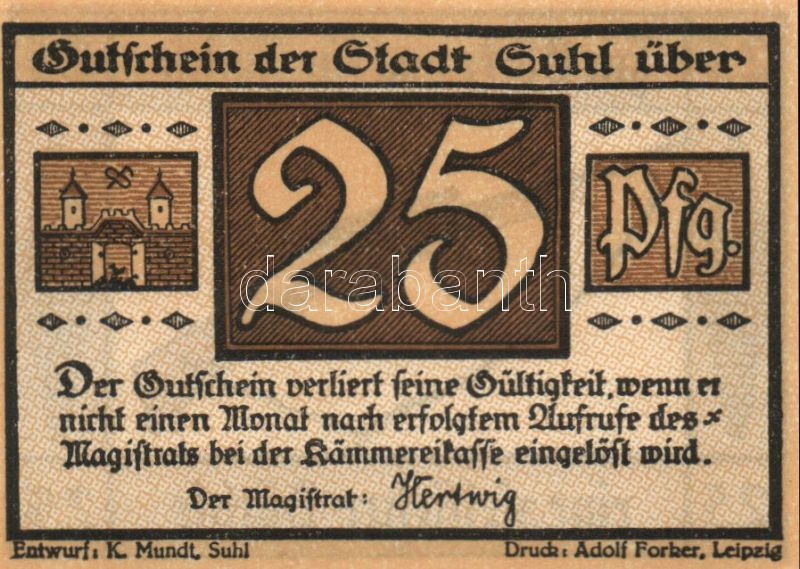 Gutschein der Stadt Suhl über
25
Pfg.
darabanth
Der Gutschein verliert seine Gültigkeit, wenn er
nicht einen Monat nach erfolgtem Aufrufe des
Magistrats bei der Kämmereikasse eingelöst wird.
Der Magistrat: Hertwig
Entwurf: K. Mundt, Suhl
Druck: Adolf Forker, Leipzig